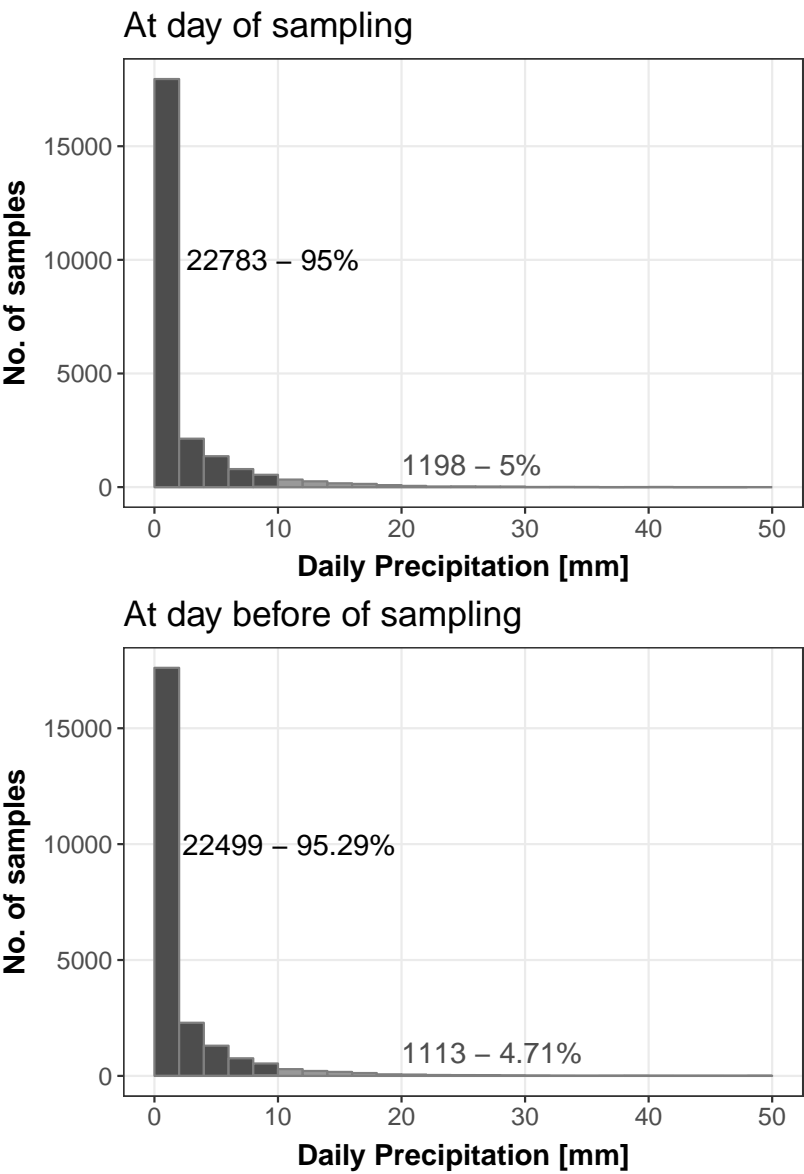 At day of sampling
No. of samples
15000
10000
5000
0
22783 – 95%
1198 – 5%
0 10 20 30 40 50
Daily Precipitation [mm]
At day before of sampling
No. of samples
15000
10000
5000
0
22499 – 95.29%
1113 – 4.71%
0 10 20 30 40 50
Daily Precipitation [mm]